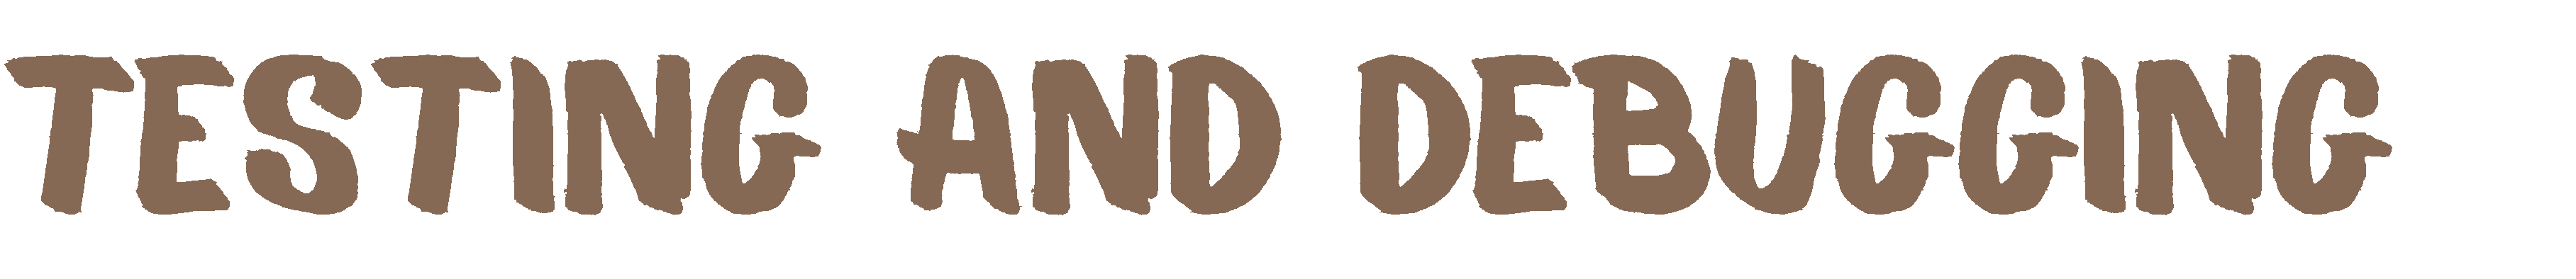 TESTING AND DEBUGGING